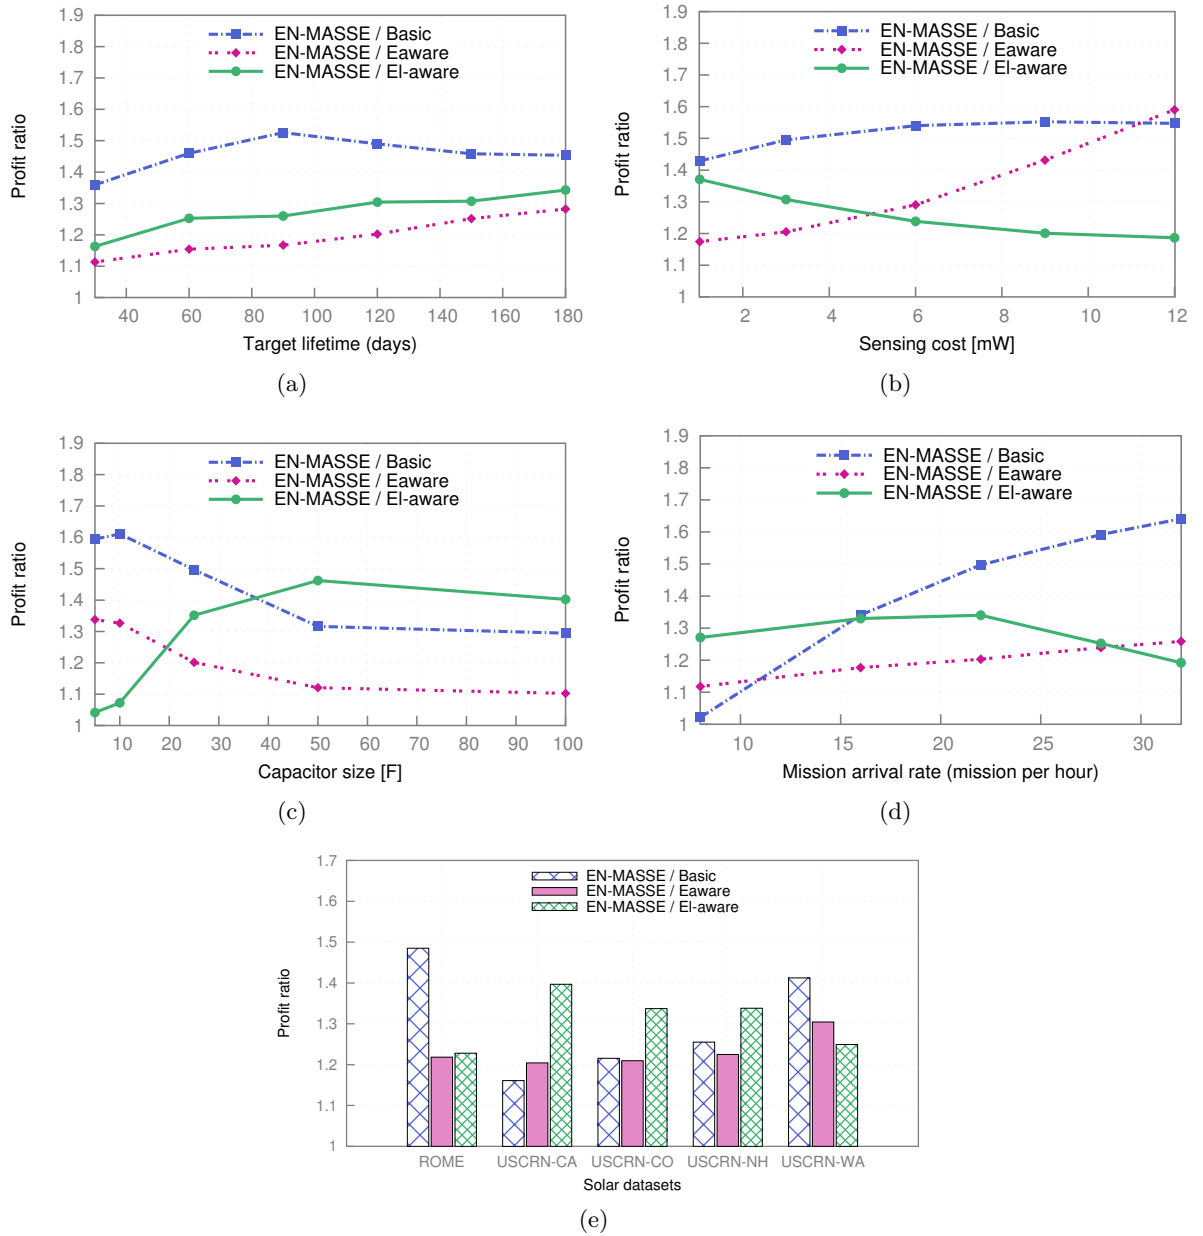 1.9
1.8
1.7
1.6
1.5
1.4
1.3
1.2
1.1
1
Profit ratio
EN-MASSE / Basic
EN-MASSE / Eaware
EN-MASSE / El-aware
40 60 80 100 120 140 160 180
Target lifetime (days)
(a)
1.9
1.8
1.7
1.6
1.5
1.4
1.3
1.2
1.1
1
Profit ratio
EN-MASSE / Basic
EN-MASSE / Eaware
EN-MASSE / El-aware
2 4 6 8 10 12
Sensing cost [mW]
(b)
1.9
1.8
1.7
1.6
1.5
1.4
1.3
1.2
1.1
1
Profit ratio
EN-MASSE / Basic
EN-MASSE / Eaware
EN-MASSE / El-aware
10 20 30 40 50 60 70 80 90 100
Capacitor size [F]
(c)
1.9
1.8
1.7
1.6
1.5
1.4
1.3
1.2
1.1
1
Profit ratio
EN-MASSE / Basic
EN-MASSE / Eaware
EN-MASSE / El-aware
10 15 20 25 30
Mission arrival rate (mission per hour)
(d)
1.7
1.6
1.5
1.4
1.3
1.2
1.1
1
Profit ratio
EN-MASSE / Basic
EN-MASSE / Eaware
EN-MASSE / El-aware
ROME USCRN-CA USCRN-CO USCRN-NH USCRN-WA
Solar datasets
(e)